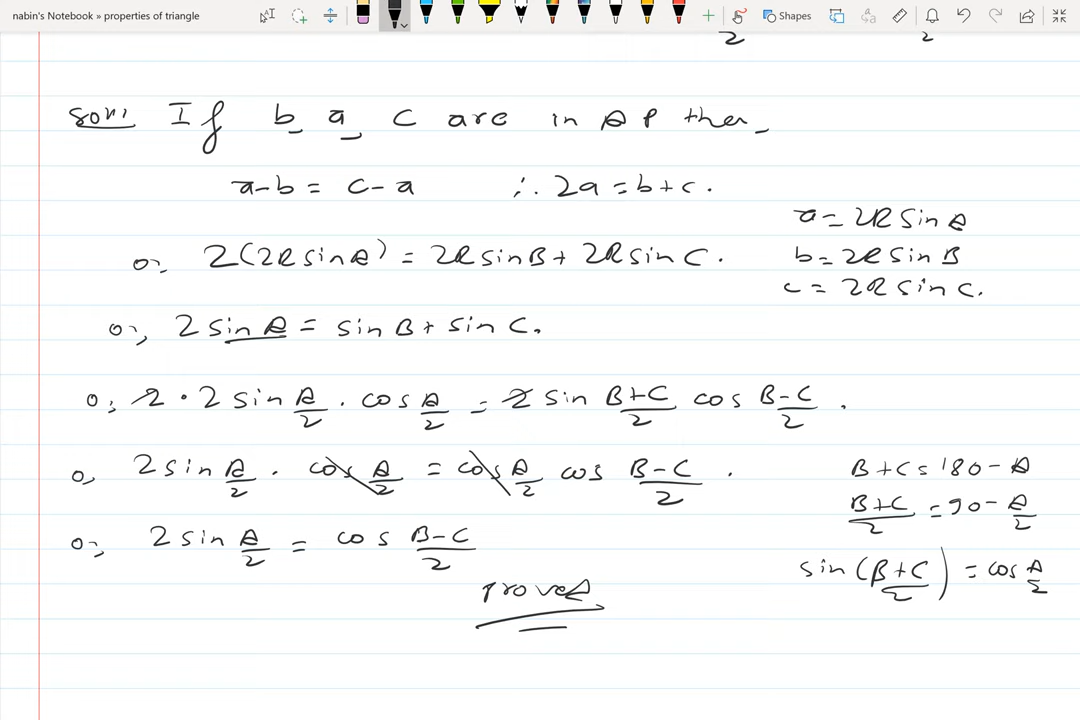 nabin's Notebook » properties of triangle
Shapes
2 2
Soln: If b, a, c are in AP then,
a-b = c-a ∴ 2a = b+c.
a = 2R sin A
or, 2(2R sin A) = 2R sin B + 2R sin C.
b = 2R sin B
c = 2R sin C.
or, 2 sin A = sin B + sin C.
or, 2 · 2 sin A/2 . cos A/2 = 2 sin B+C/2 cos B-C/2 .
or, 2 sin A/2 . cos A/2 = cos A/2 cos B-C/2 .
B+C = 180 - A
B+C/2 = 90 - A/2
or, 2 sin A/2 = cos B-C/2
sin (B+C/2) = cos A/2
proved